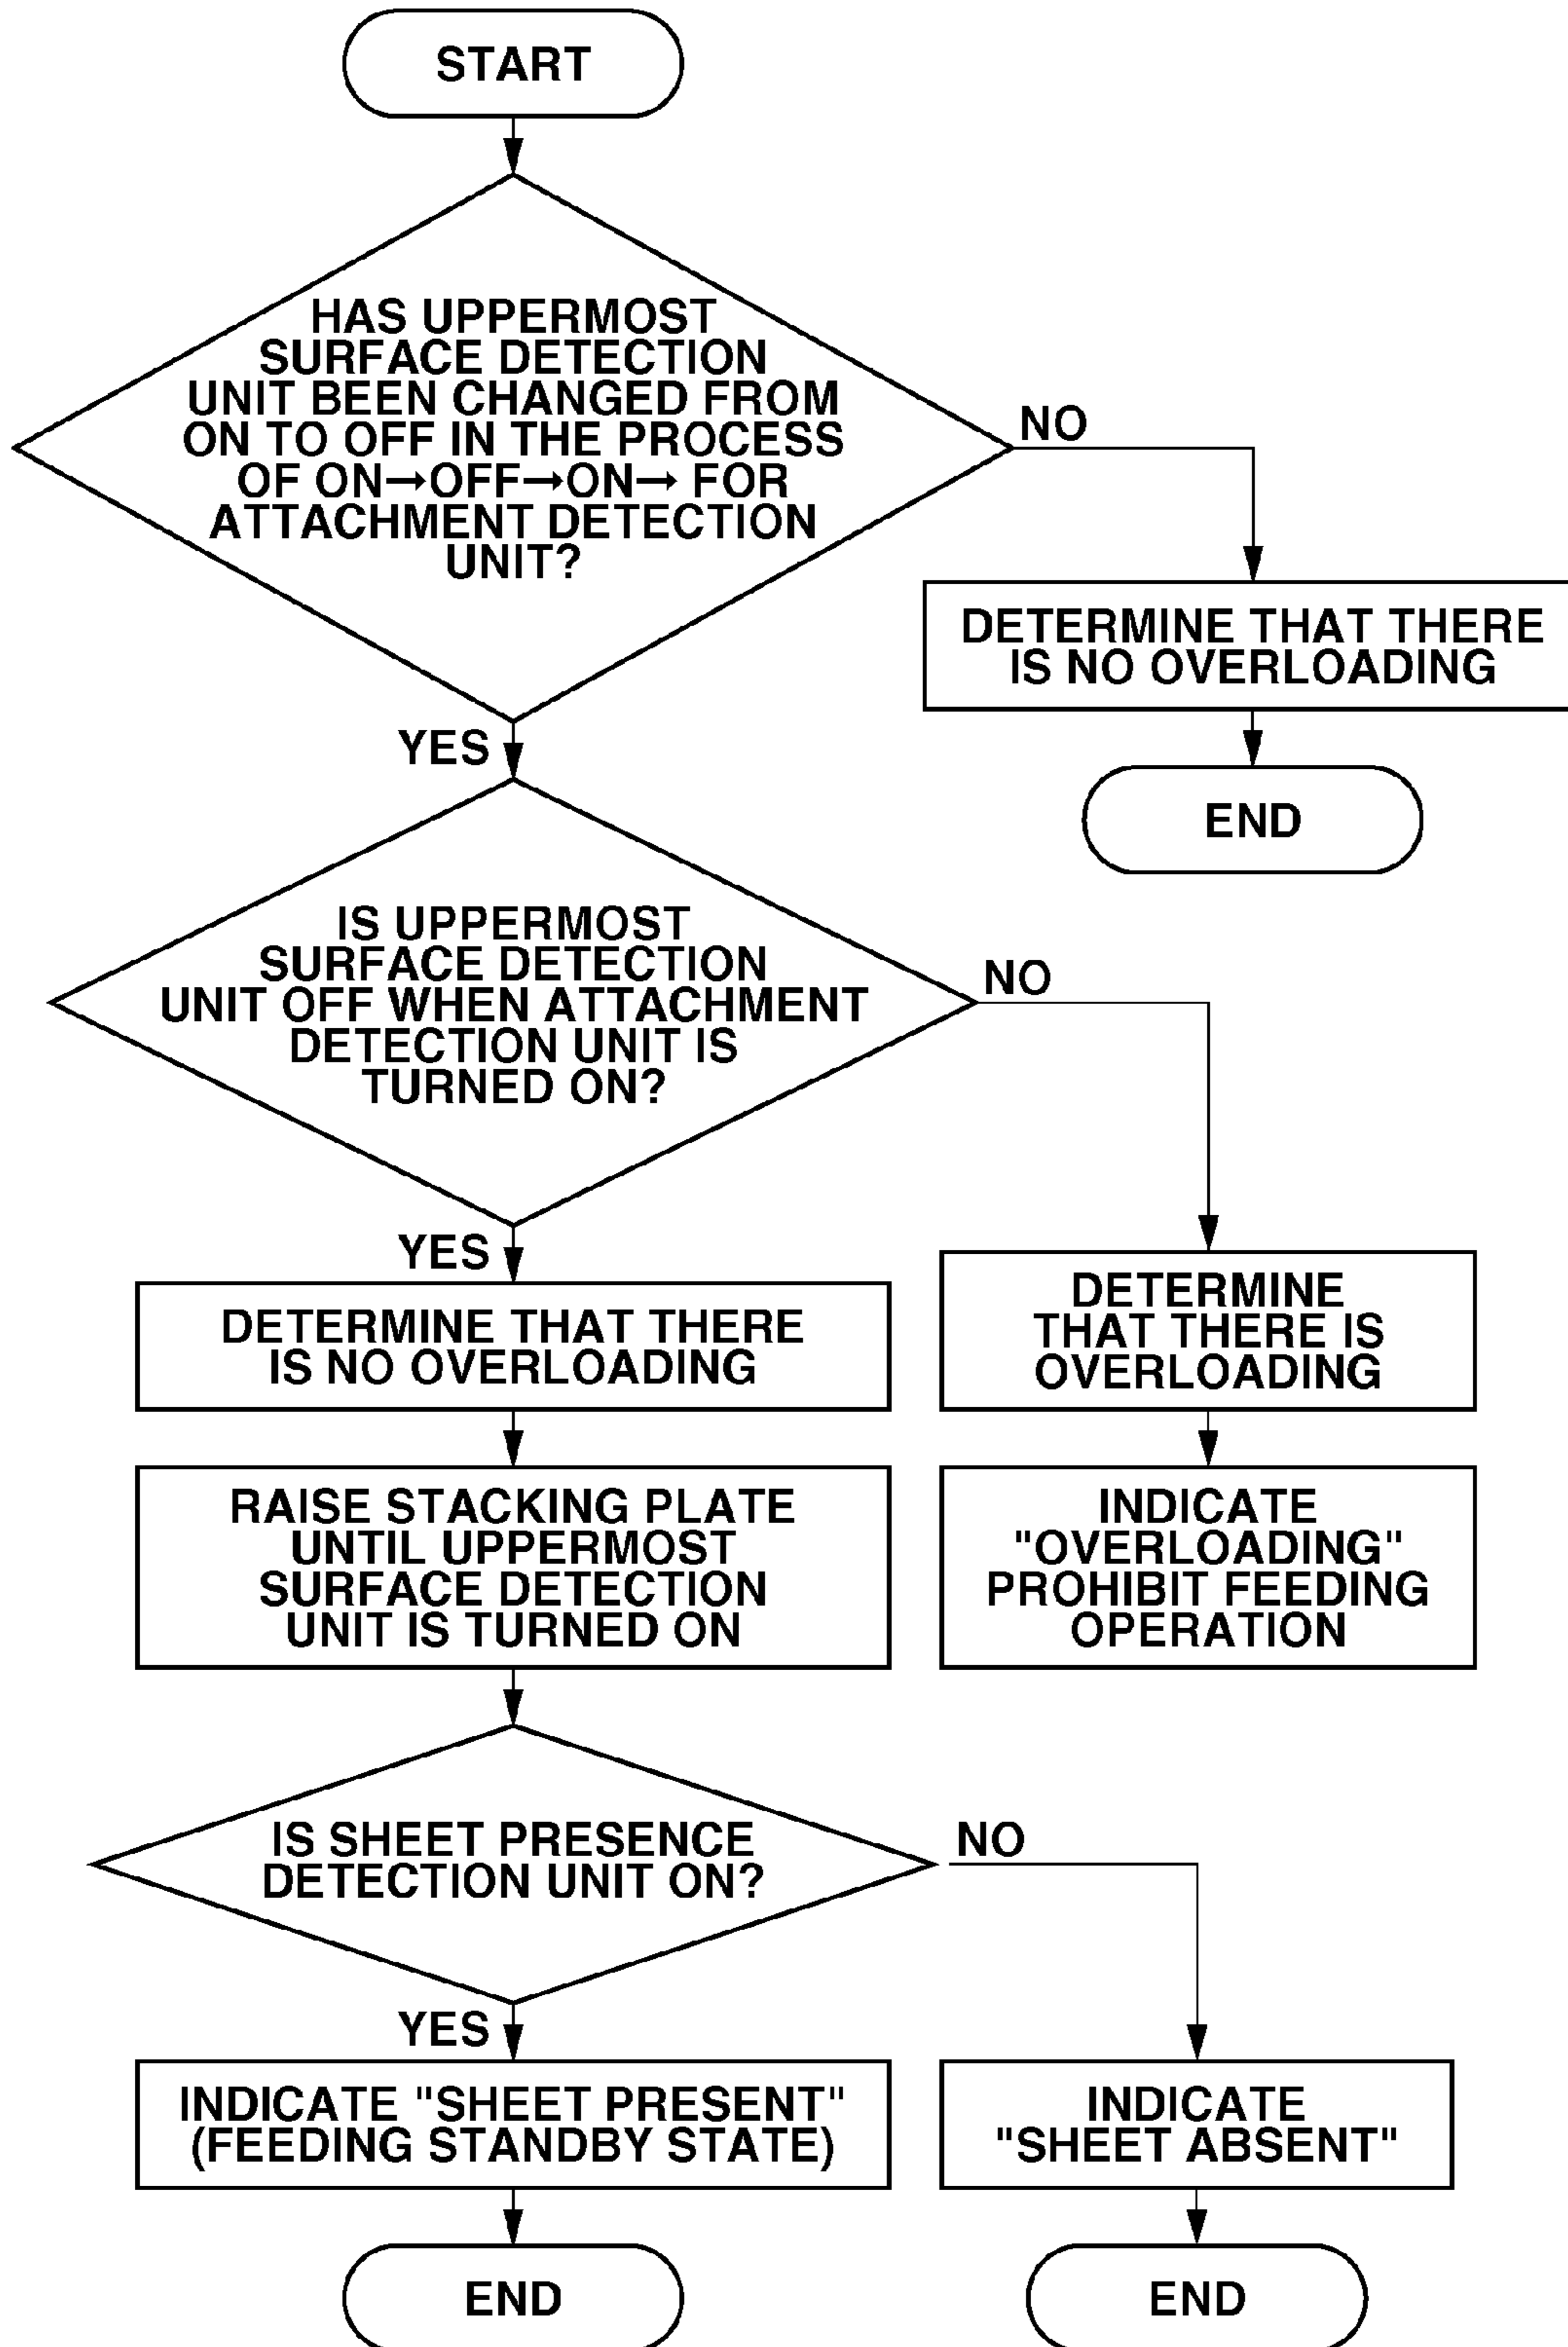 START
HAS UPPERMOST
SURFACE DETECTION
UNIT BEEN CHANGED FROM
ON TO OFF IN THE PROCESS
OF ON→OFF→ON→ FOR
ATTACHMENT DETECTION
UNIT?
NO
DETERMINE THAT THERE
IS NO OVERLOADING
END
YES
IS UPPERMOST
SURFACE DETECTION
UNIT OFF WHEN ATTACHMENT
DETECTION UNIT IS
TURNED ON?
NO
YES
DETERMINE THAT THERE
IS NO OVERLOADING
DETERMINE
THAT THERE IS
OVERLOADING
RAISE STACKING PLATE
UNTIL UPPERMOST
SURFACE DETECTION
UNIT IS TURNED ON
INDICATE
"OVERLOADING"
PROHIBIT FEEDING
OPERATION
IS SHEET PRESENCE
DETECTION UNIT ON?
NO
YES
INDICATE "SHEET PRESENT"
(FEEDING STANDBY STATE)
INDICATE
"SHEET ABSENT"
END
END